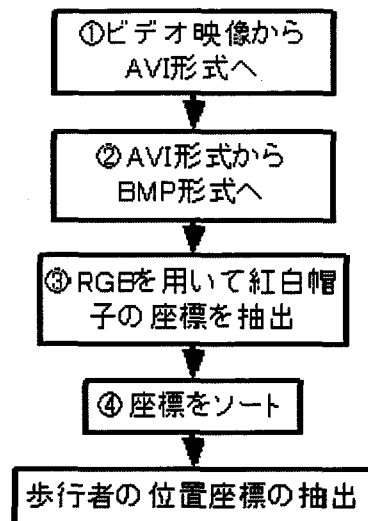 ①ビデオ映像から
AVI形式へ
②AVI形式から
BMP形式へ
③RGBを用いて紅白帽
子の座標を抽出
④座標をソート
歩行者の位置座標の抽出